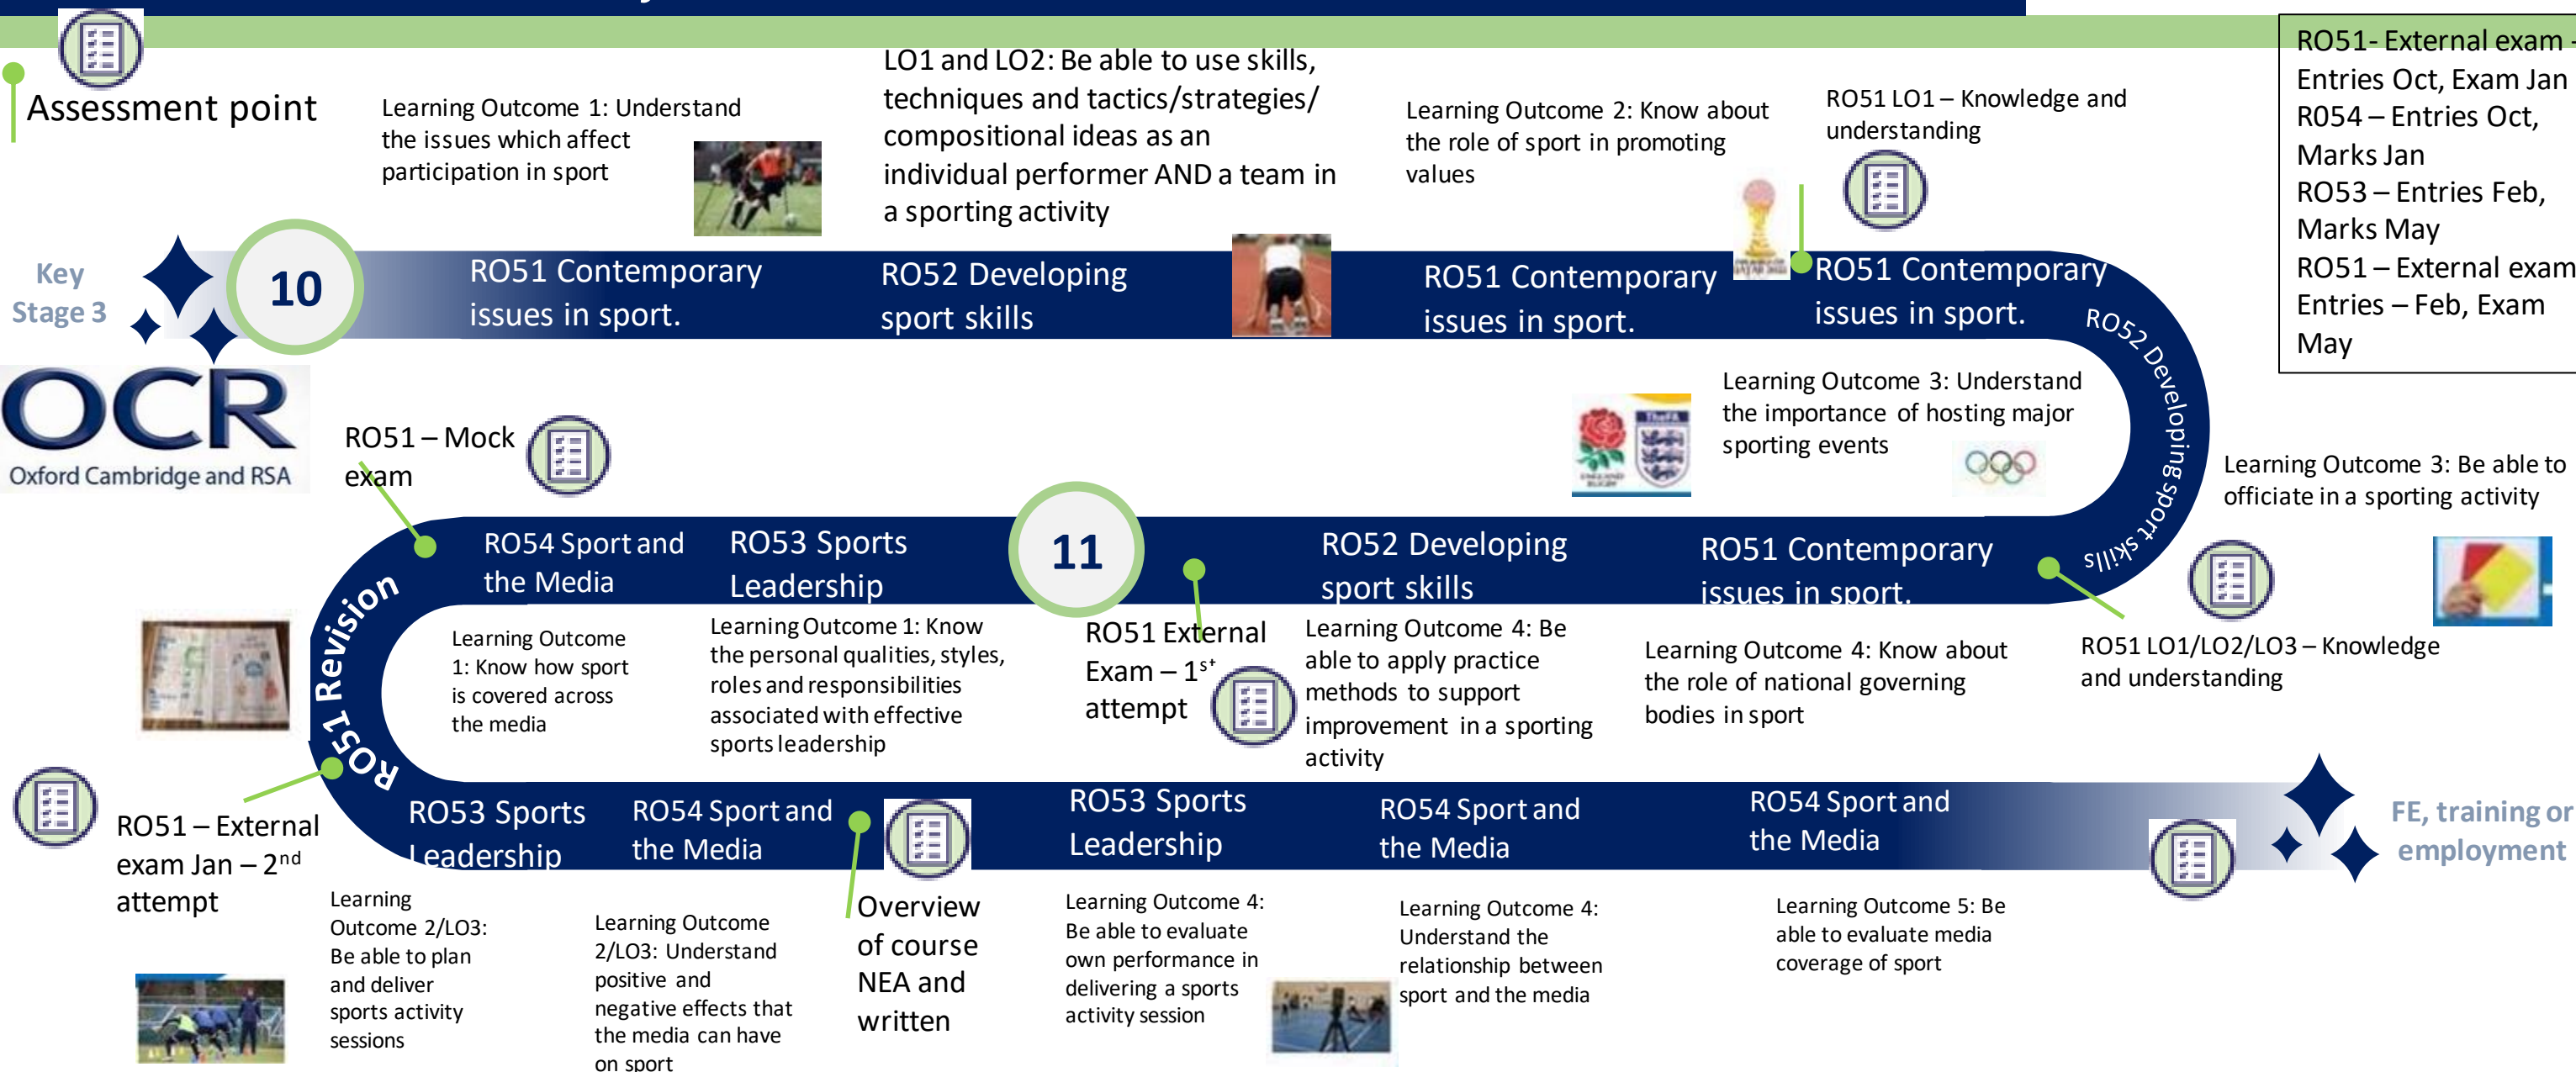 Assessment point
Learning Outcome 1: Understand
the issues which affect
participation in sport
LO1 and LO2: Be able to use skills,
techniques and tactics/strategies/
compositional ideas as an
individual performer AND a team in
a sporting activity
Learning Outcome 2: Know about
the role of sport in promoting
values
RO51 LO1 – Knowledge and
understanding
RO51- External exam -
Entries Oct, Exam Jan
R054 – Entries Oct,
Marks Jan
RO53 – Entries Feb,
Marks May
RO51 – External exam
Entries – Feb, Exam
May
Key
Stage 3
10
RO51 Contemporary
issues in sport.
RO52 Developing
sport skills
RO51 Contemporary
issues in sport.
RO51 Contemporary
issues in sport.
RO52 Developing sport skills
OCR
Oxford Cambridge and RSA
Learning Outcome 3: Understand
the importance of hosting major
sporting events
TheFA
ENGLAND
RUGBY
Learning Outcome 3: Be able to
officiate in a sporting activity
RO51 – Mock
exam
RO54 Sport and
the Media
RO53 Sports
Leadership
11
RO52 Developing
sport skills
RO51 Contemporary
issues in sport.
Learning Outcome
1: Know how sport
is covered across
the media
Learning Outcome 1: Know
the personal qualities, styles,
roles and responsibilities
associated with effective
sports leadership
RO51 External
Exam – 1st
attempt
Learning Outcome 4: Be
able to apply practice
methods to support
improvement in a sporting
activity
Learning Outcome 4: Know about
the role of national governing
bodies in sport
RO51 LO1/LO2/LO3 – Knowledge
and understanding
RO51 Revision
RO51 – External
exam Jan – 2nd
attempt
RO53 Sports
Leadership
RO54 Sport and
the Media
RO53 Sports
Leadership
RO54 Sport and
the Media
RO54 Sport and
the Media
FE, training or
employment
Learning
Outcome 2/LO3:
Be able to plan
and deliver
sports activity
sessions
Learning Outcome
2/LO3: Understand
positive and
negative effects that
the media can have
on sport
Overview
of course
NEA and
written
Learning Outcome 4:
Be able to evaluate
own performance in
delivering a sports
activity session
Learning Outcome 4:
Understand the
relationship between
sport and the media
Learning Outcome 5: Be
able to evaluate media
coverage of sport